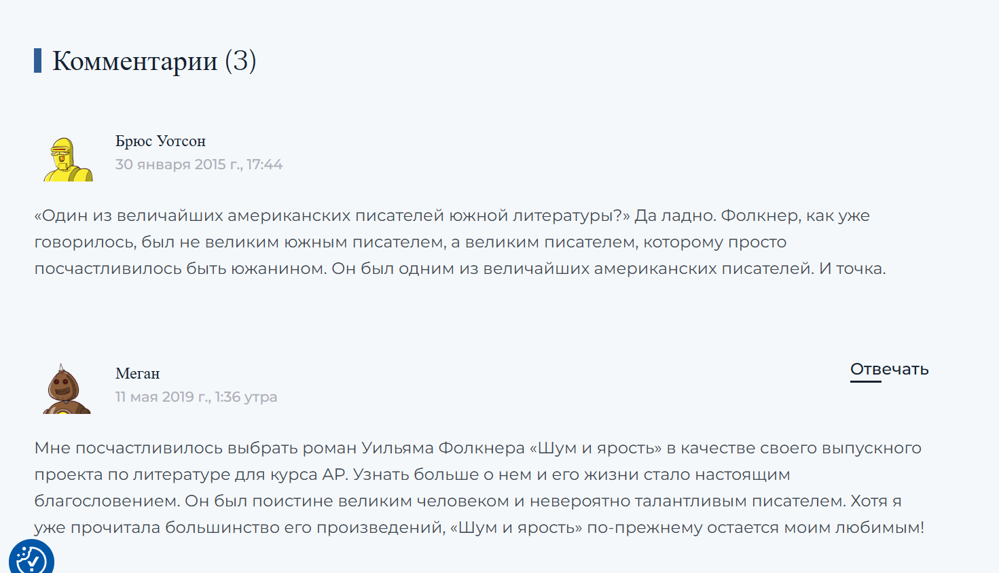 Комментарии (3)
Брюс Уотсон
30 января 2015 г., 17:44
«Один из величайших американских писателей южной литературы?» Да ладно. Фолкнер, как уже
говорилось, был не великим южным писателем, а великим писателем, которому просто
посчастливилось быть южанином. Он был одним из величайших американских писателей. И точка.
Меган
11 мая 2019 г., 1:36 утра
Отвечать
Мне посчастливилось выбрать роман Уильяма Фолкнера «Шум и ярость» в качестве своего выпускного
проекта по литературе для курса AP. Узнать больше о нем и его жизни стало настоящим
благословением. Он был поистине великим человеком и невероятно талантливым писателем. Хотя я
уже прочитала большинство его произведений, «Шум и ярость» по-прежнему остается моим любимым!